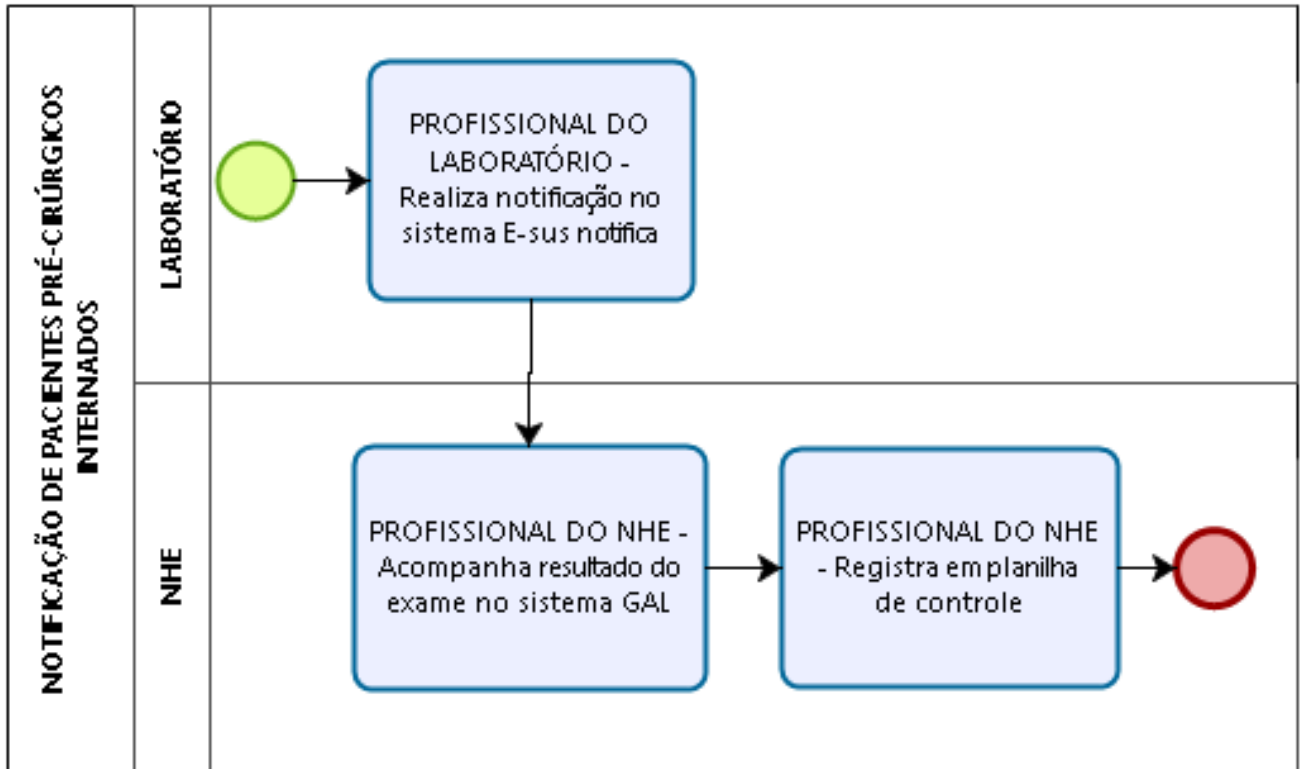 NOTIFICAÇÃO DE PACIENTES PRÉ-CIRÚRGICOS
INTERNADOS
LABORATÓRIO
PROFISSIONAL DO
LABORATÓRIO -
Realiza notificação no
sistema E-sus notifica
NHE
PROFISSIONAL DO NHE -
Acompanha resultado do
exame no sistema GAL
PROFISSIONAL DO NHE
- Registra em planilha
de controle